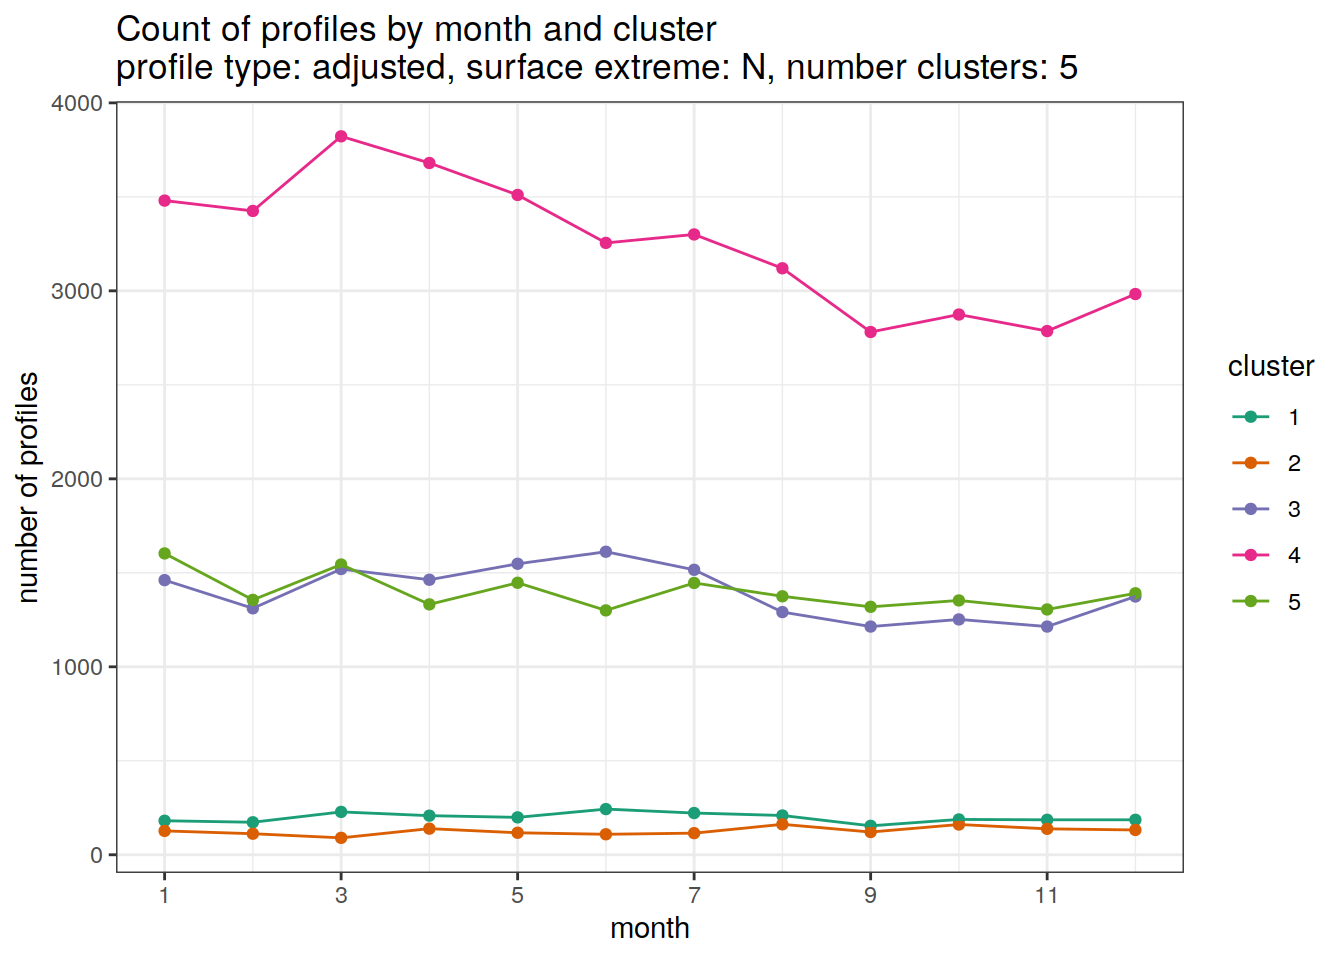 Count of profiles by month and cluster
profile type: adjusted, surface extreme: N, number clusters: 5
4000
3000
2000
1000
0
number of profiles
1 3 5 7 9 11
month
cluster
1
2
3
4
5